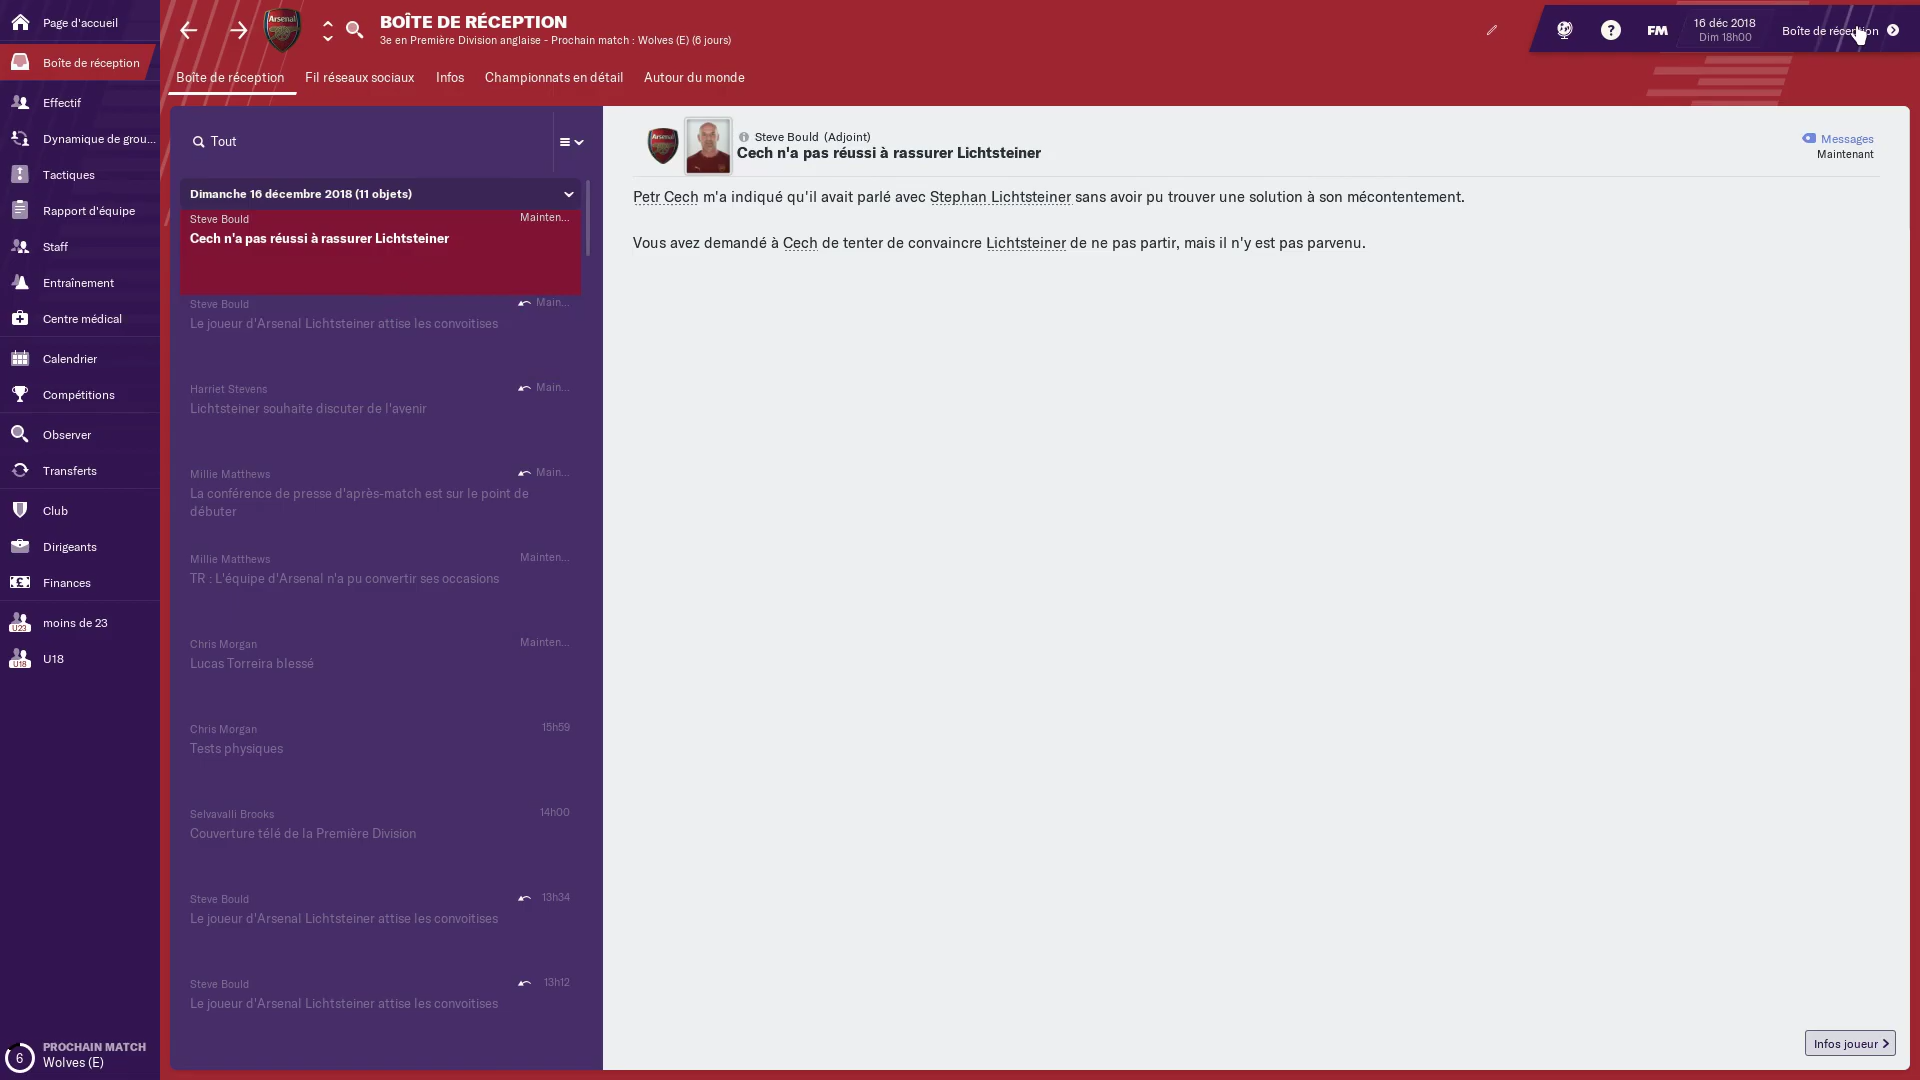 Page d'accueil
Boîte de réception
Effectif
Dynamique de grou...
Tactiques
Rapport d'équipe
Staff
Entraînement
Centre médical
Calendrier
Compétitions
Observer
Transferts
Club
Dirigeants
Finances
U23
moins de 23
U18
U18
6
PROCHAIN MATCH
Wolves (E)
Arsenal
BOÎTE DE RÉCEPTION
3e en Première Division anglaise - Prochain match : Wolves (E) (6 jours)
?
FM
16 déc 2018
Dim 18h00
Boîte de réception
Boîte de réception
Fil réseaux sociaux
Infos
Championnats en détail
Autour du monde
Tout
Dimanche 16 décembre 2018 (11 objets)
Steve Bould
Mainten...
Cech n'a pas réussi à rassurer Lichtsteiner
Steve Bould
Main...
Le joueur d'Arsenal Lichtsteiner attise les convoitises
Harriet Stevens
Main...
Lichtsteiner souhaite discuter de l'avenir
Millie Matthews
Main...
La conférence de presse d'après-match est sur le point de
débuter
Millie Matthews
Mainten...
TR : L'équipe d'Arsenal n'a pu convertir ses occasions
Chris Morgan
Mainten...
Lucas Torreira blessé
Chris Morgan
15h59
Tests physiques
Selvavalli Brooks
14h00
Couverture télé de la Première Division
Steve Bould
13h34
Le joueur d'Arsenal Lichtsteiner attise les convoitises
Steve Bould
13h12
Le joueur d'Arsenal Lichtsteiner attise les convoitises
Arsenal
Steve Bould (Adjoint)
Cech n'a pas réussi à rassurer Lichtsteiner
Messages
Maintenant
Petr Cech m'a indiqué qu'il avait parlé avec Stephan Lichtsteiner sans avoir pu trouver une solution à son mécontentement.
Vous avez demandé à Cech de tenter de convaincre Lichtsteiner de ne pas partir, mais il n'y est pas parvenu.
Infos joueur